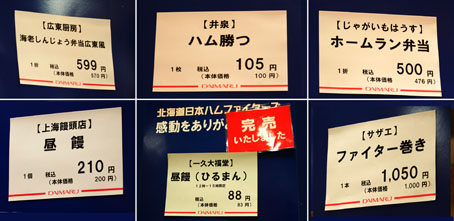 【広東厨房】
海老しんじょう弁当広東風
1折 税込 599 円
(本体価格 570 円)
DAIMARU
【井泉】
ハム勝つ
1枚 税込 105 円
(本体価格 100 円)
DAIMARU
【じゃがいもはうす】
ホームラン弁当
1折 税込 500 円
(本体価格 476 円)
DAIMARU
【上海饅頭店】
昼 饅
1個 税込 210 円
(本体価格 200 円)
DAIMARU
北海道日本ハムファイターズ
感動をありが
完売
いたしました
【一久大福堂】
昼饅(ひるまん)
税込 88 円
(本体価格 83 円)
DAIMARU
【サザエ】
ファイター巻き
1本 税込 1,050 円
(本体価格 1,000 円)
DAIMARU